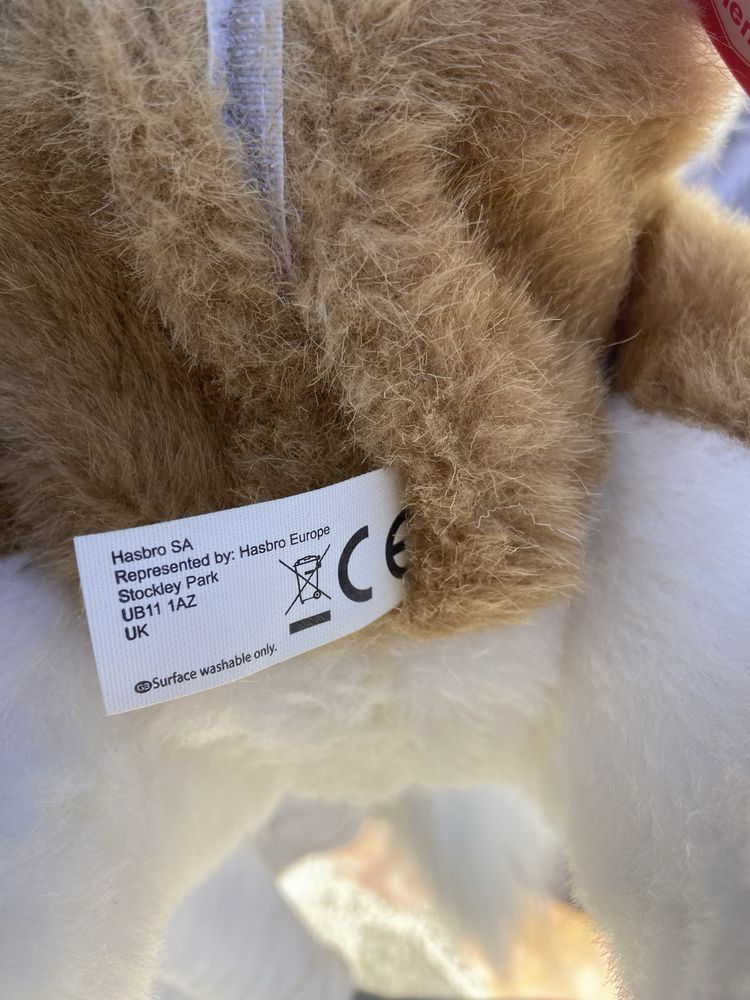 Hasbro SA
Represented by: Hasbro Europe
Stockley Park
UB11 1AZ
UK
CE
GB Surface washable only.